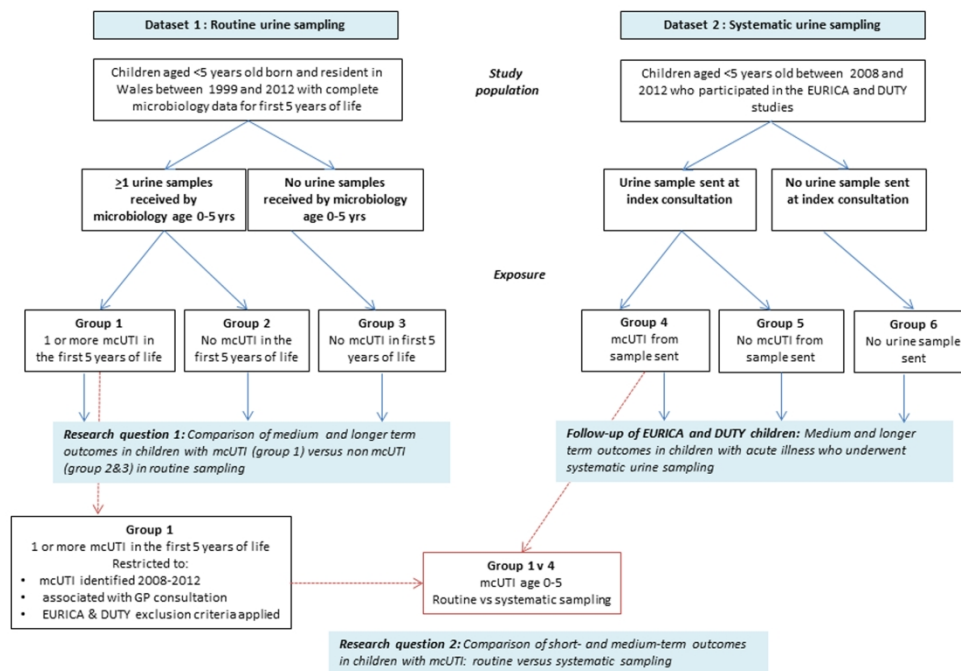 Dataset 1 : Routine urine sampling
Dataset 2 : Systematic urine sampling
Children aged <5 years old born and resident in
Wales between 1999 and 2012 with complete
microbiology data for first 5 years of life
Study
population
Children aged <5 years old between 2008 and
2012 who participated in the EURICA and DUTY
studies
≥1 urine samples
received by
microbiology age 0-5 yrs
No urine samples
received by microbiology
age 0-5 yrs
Urine sample sent at
index consultation
No urine sample sent
at index consultation
Exposure
Group 1
1 or more mcUTI in
the first 5 years of life
Group 2
No mcUTI in the
first 5 years of life
Group 3
No mcUTI in first 5
years of life
Group 4
mcUTI from
sample sent
Group 5
No mcUTI from
sample sent
Group 6
No urine sample
sent
Research question 1: Comparison of medium and longer term
outcomes in children with mcUTI (group 1) versus non mcUTI
(group 2&3) in routine sampling
Follow-up of EURICA and DUTY children: Medium and longer
term outcomes in children with acute illness who underwent
systematic urine sampling
Group 1
1 or more mcUTI in the first 5 years of life
Restricted to:
• mcUTI identified 2008-2012
• associated with GP consultation
• EURICA & DUTY exclusion criteria applied
Group 1 v 4
mcUTI age 0-5
Routine vs systematic sampling
Research question 2: Comparison of short- and medium-term outcomes
in children with mcUTI: routine versus systematic sampling